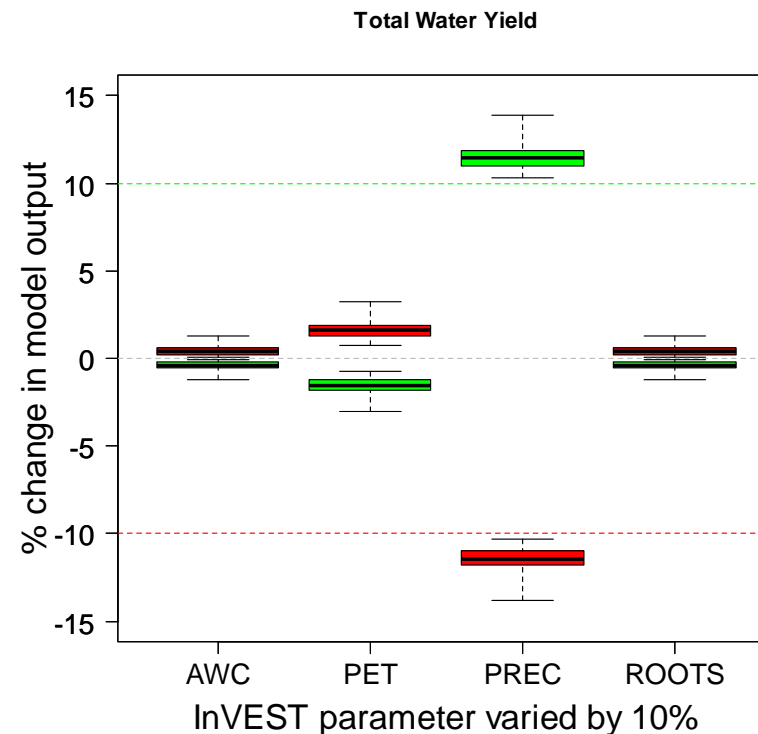 Total Water Yield
% change in model output
15
10
5
0
-5
-10
-15
AWC PET PREC ROOTS
InVEST parameter varied by 10%